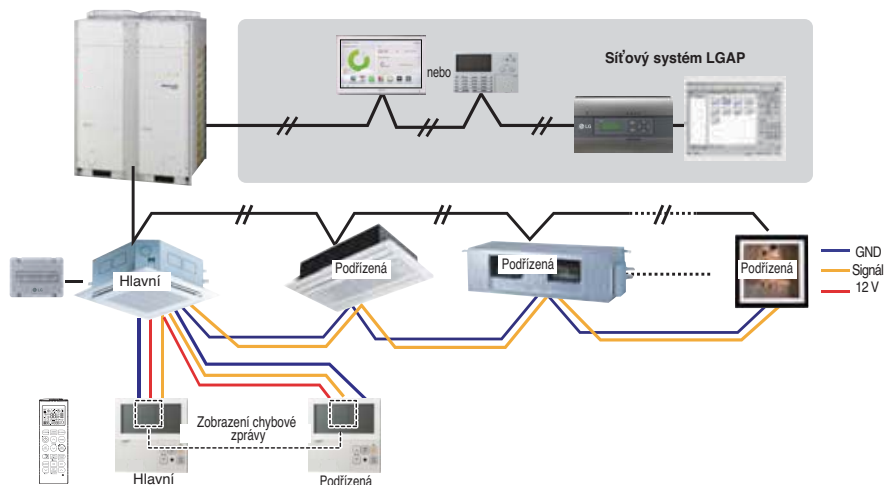 nebo
Síťový systém LGAP
LG
Hlavní
Podřízená
Podřízená
Podřízená
GND
Signál
12 V
Zobrazení chybové
zprávy
Hlavní
Podřízená